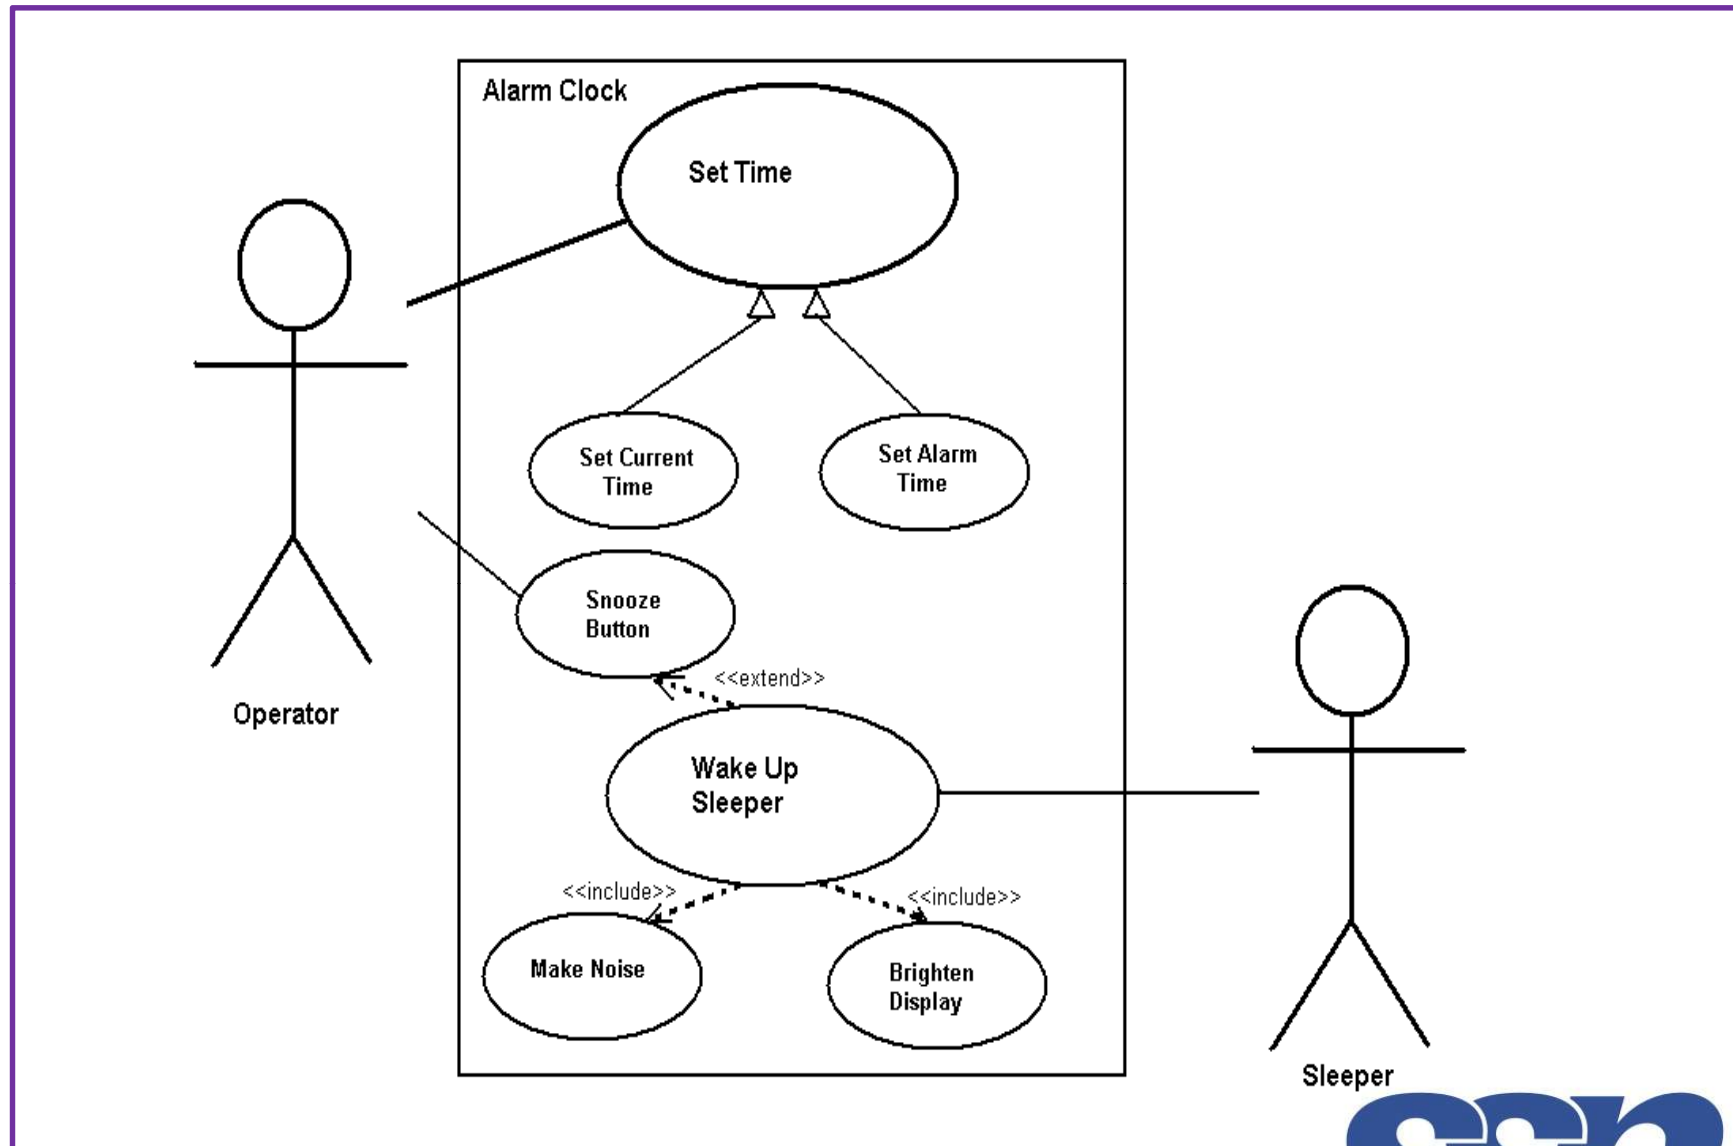 Alarm Clock
Set Time
Set Current
Time
Set Alarm
Time
Snooze
Button
<<extend>>
Operator
Wake Up
Sleeper
<<include>>
<<include>>
Make Noise
Brighten
Display
Sleeper
ssn